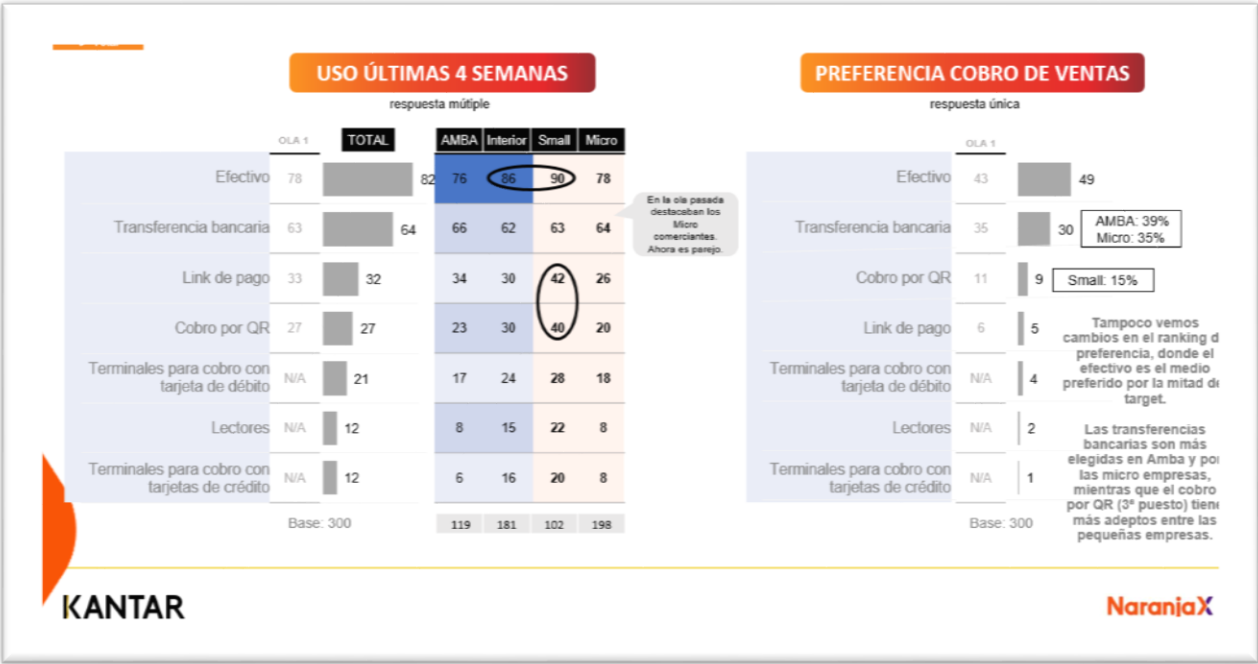 USO ÚLTIMAS 4 SEMANAS
respuesta mútiple
OLA 1 TOTAL AMBA Interior Small Micro
Efectivo 78 82 76 86 90 78
Transferencia bancaria 63 64 66 62 63 64
Link de pago 33 32 34 30 42 26
Cobro por QR 27 27 23 30 40 20
Terminales para cobro con
tarjeta de débito N/A 21 17 24 28 18
Lectores N/A 12 8 15 22 8
Terminales para cobro con
tarjetas de crédito N/A 12 6 16 20 8
Base: 300 119 181 102 198
En la ola pasada
destacaban los
Micro
comerciantes.
Ahora es parejo.
PREFERENCIA COBRO DE VENTAS
respuesta única
OLA 1
Efectivo 43 49
Transferencia bancaria 35 30
AMBA: 39%
Micro: 35%
Cobro por QR 11 9 Small: 15%
Link de pago 6 5
Terminales para cobro con
tarjeta de débito N/A 4
Lectores N/A 2
Terminales para cobro con
tarjetas de crédito N/A 1
Base: 300
Tampoco vemos
cambios en el ranking d
preferencia, donde el
efectivo es el medio
preferido por la mitad de
target.
Las transferencias
bancarias son más
elegidas en Amba y por
las micro empresas,
mientras que el cobro
por QR (3º puesto) tiene
más adeptos entre las
pequeñas empresas.
KANTAR
NaranjaX